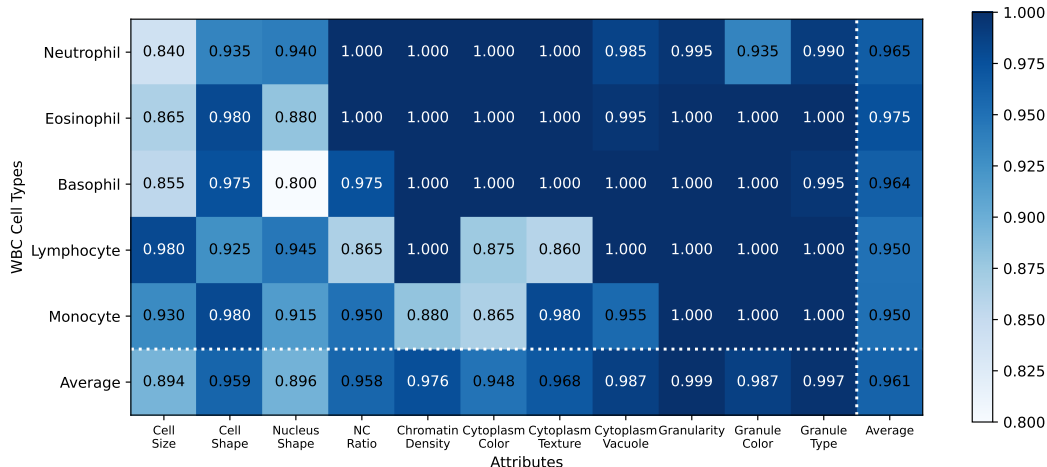 Neutrophil 0.840 0.935 0.940 1.000 1.000 1.000 1.000 0.985 0.995 0.935 0.990 0.965
Eosinophil 0.865 0.980 0.880 1.000 1.000 1.000 1.000 0.995 1.000 1.000 1.000 0.975
Basophil 0.855 0.975 0.800 0.975 1.000 1.000 1.000 1.000 1.000 1.000 0.995 0.964
Lymphocyte 0.980 0.925 0.945 0.865 1.000 0.875 0.860 1.000 1.000 1.000 1.000 0.950
Monocyte 0.930 0.980 0.915 0.950 0.880 0.865 0.980 0.955 1.000 1.000 1.000 0.950
Average 0.894 0.959 0.896 0.958 0.976 0.948 0.968 0.987 0.999 0.987 0.997 0.961
WBC Cell Types
Cell Cell Nucleus NC Chromatin Cytoplasm Cytoplasm Cytoplasm Granularity Granule Granule Average
Size Shape Shape Ratio Density Color Texture Vacuole Color Type
Attributes
1.000
0.975
0.950
0.925
0.900
0.875
0.850
0.825
0.800